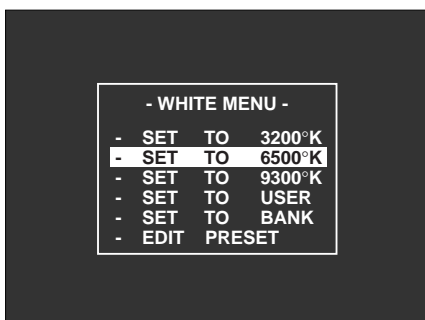 - WHITE MENU -
- SET TO 3200°K
- SET TO 6500°K
- SET TO 9300°K
- SET TO USER
- SET TO BANK
- EDIT PRESET